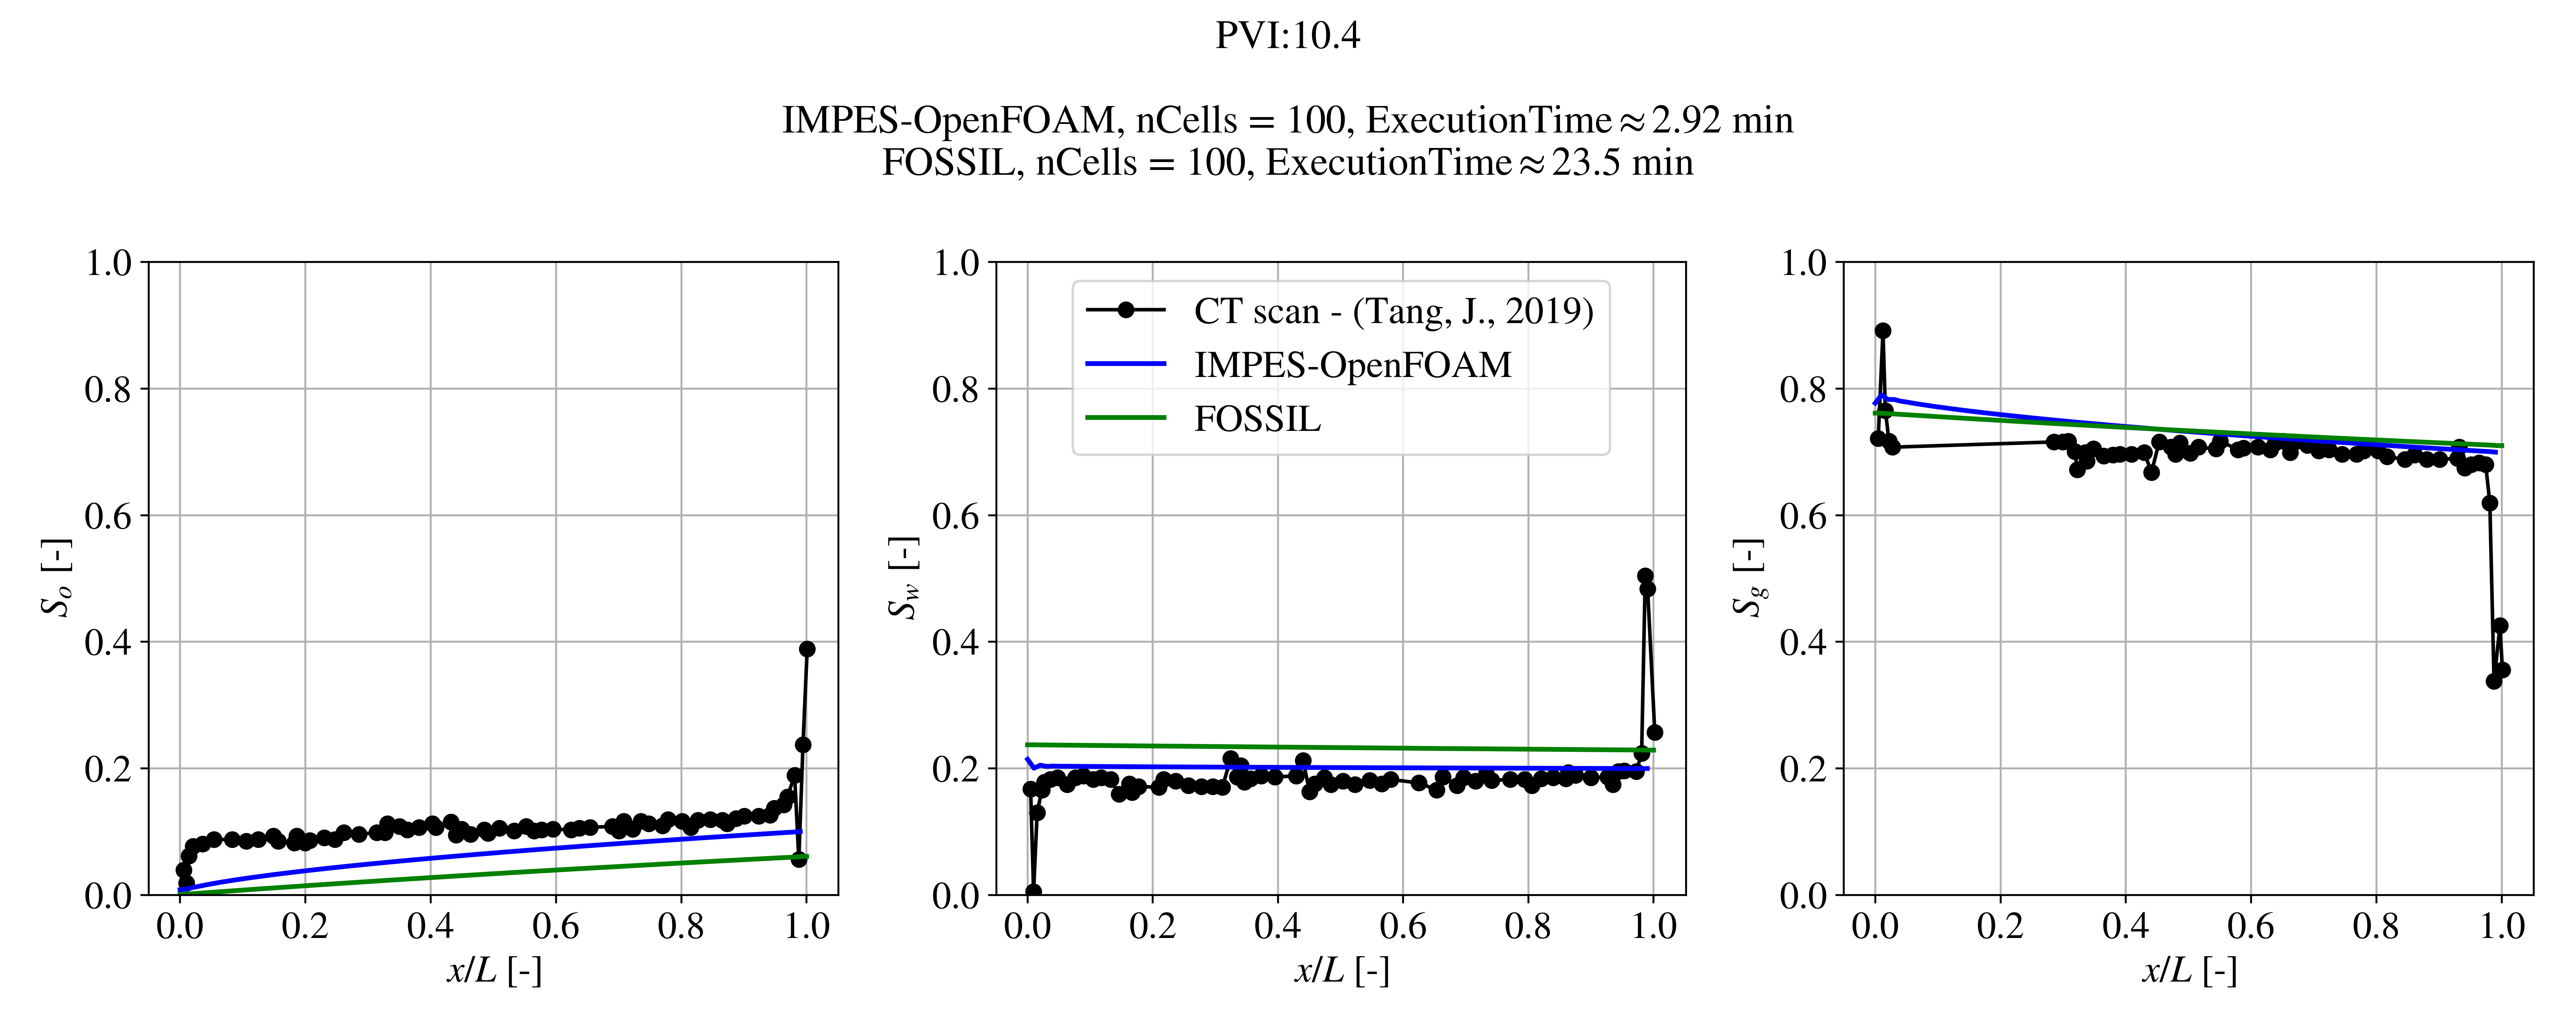 PVI:10.4
IMPES-OpenFOAM, nCells = 100, ExecutionTime≈2.92 min
FOSSIL, nCells = 100, ExecutionTime≈23.5 min
1.0
0.8
0.6
0.4
0.2
0.0
S_o [-]
0.0 0.2 0.4 0.6 0.8 1.0
x/L [-]
1.0
0.8
0.6
0.4
0.2
0.0
S_w [-]
CT scan - (Tang, J., 2019)
IMPES-OpenFOAM
FOSSIL
0.0 0.2 0.4 0.6 0.8 1.0
x/L [-]
1.0
0.8
0.6
0.4
0.2
0.0
S_g [-]
0.0 0.2 0.4 0.6 0.8 1.0
x/L [-]